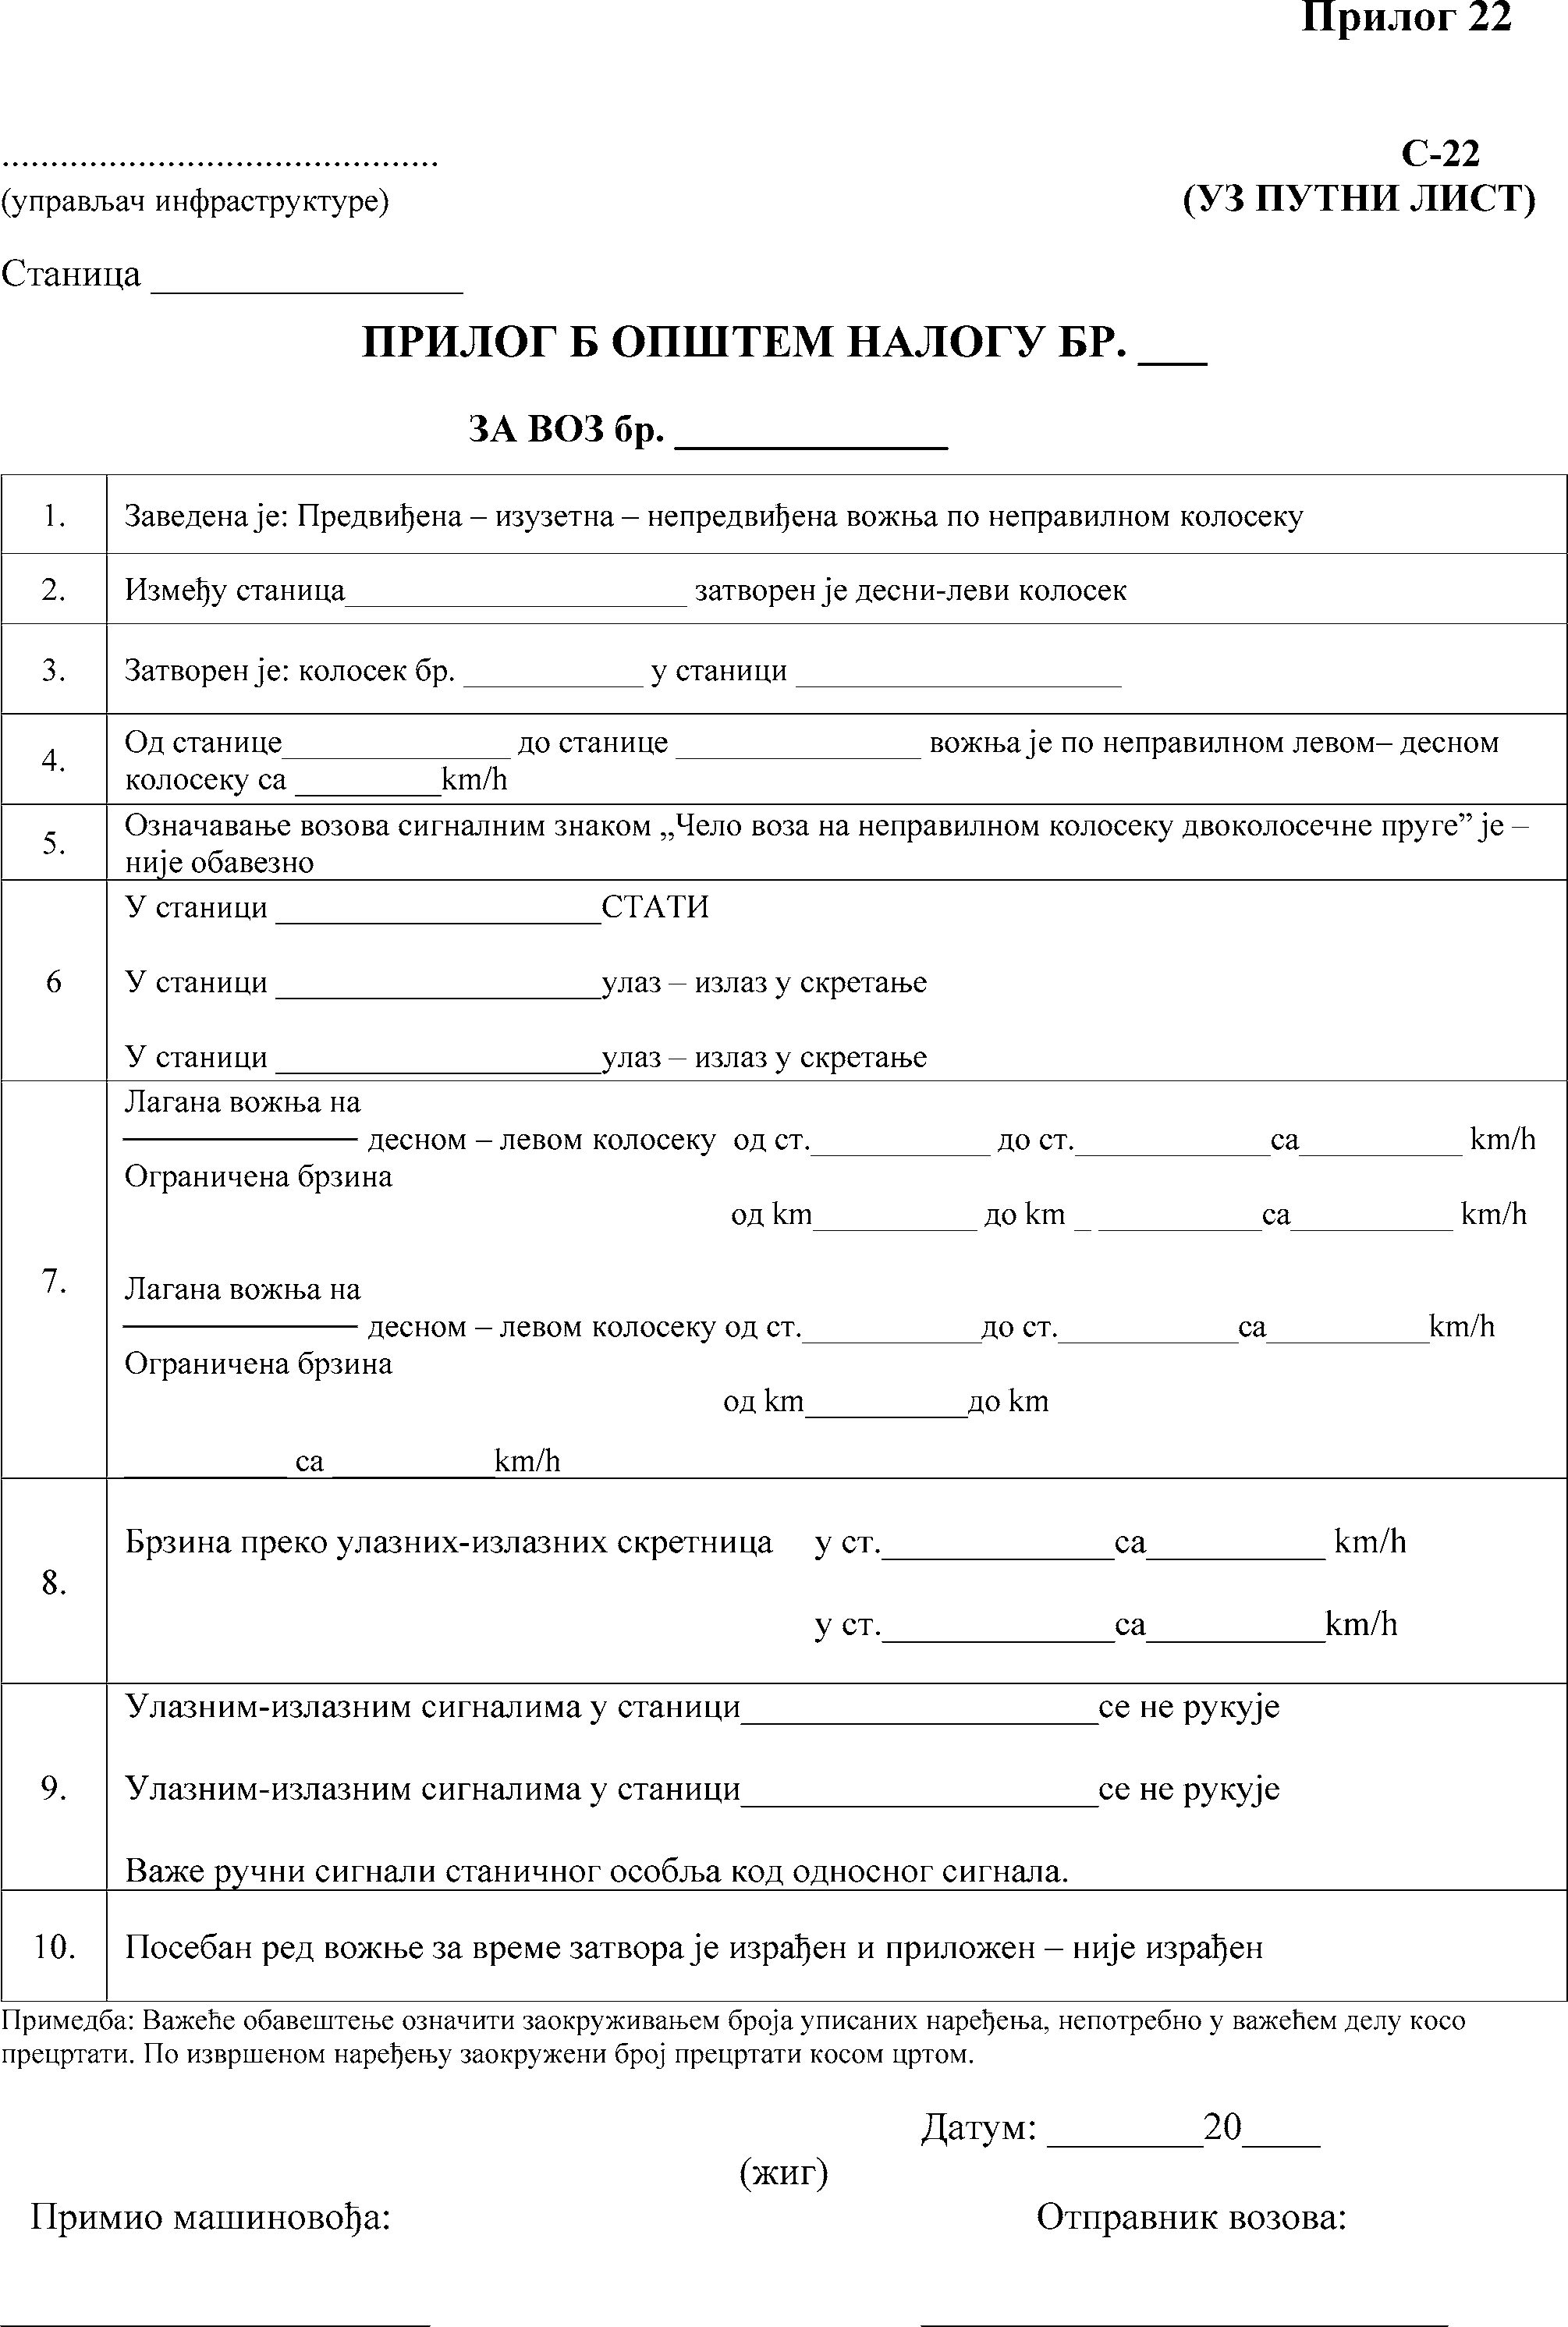 Прилог 22
............................................. С-22
(управљач инфраструктуре) (УЗ ПУТНИ ЛИСТ)
Станица ________________
ПРИЛОГ Б ОПШТЕМ НАЛОГУ БР. ___
ЗА ВОЗ бр. ____________
1. Заведена је: Предвиђена – изузетна – непредвиђена вожња по неправилном колосеку
2. Између станица_____________________ затворен је десни-леви колосек
3. Затворен је: колосек бр. ___________ у станици ____________________
4. Од станице______________ до станице _______________ вожња је по неправилном левом– десном
колосеку са _________km/h
5. Означавање возова сигналним знаком „Чело воза на неправилном колосеку двоколосечне пруге” је –
није обавезно
6 У станици ____________________СТАТИ
У станици ____________________улаз – излаз у скретање
У станици ____________________улаз – излаз у скретање
7. Лагана вожња на
десном – левом колосеку од ст.___________ до ст.____________са__________ km/h
Ограничена брзина
од km__________ до km _ __________са__________ km/h
Лагана вожња на
десном – левом колосеку од ст.___________до ст.___________са__________km/h
Ограничена брзина
од km__________до km
__________ са __________km/h
8. Брзина преко улазних-излазних скретница у ст._____________са__________ km/h
у ст._____________са__________km/h
9. Улазним-излазним сигналима у станици____________________се не рукује
Улазним-излазним сигналима у станици____________________се не рукује
Важе ручни сигнали станичног особља код односног сигнала.
10. Посебан ред вожње за време затвора је израђен и приложен – није израђен
Примедба: Важеће обавештење означити заокруживањем броја уписаних наређења, непотребно у важећем делу косо
прецртати. По извршеном наређењу заокружени број прецртати косом цртом.
Датум: ________20____
(жиг)
Примио машиновођа: Отправник возова:
______________________ ___________________________